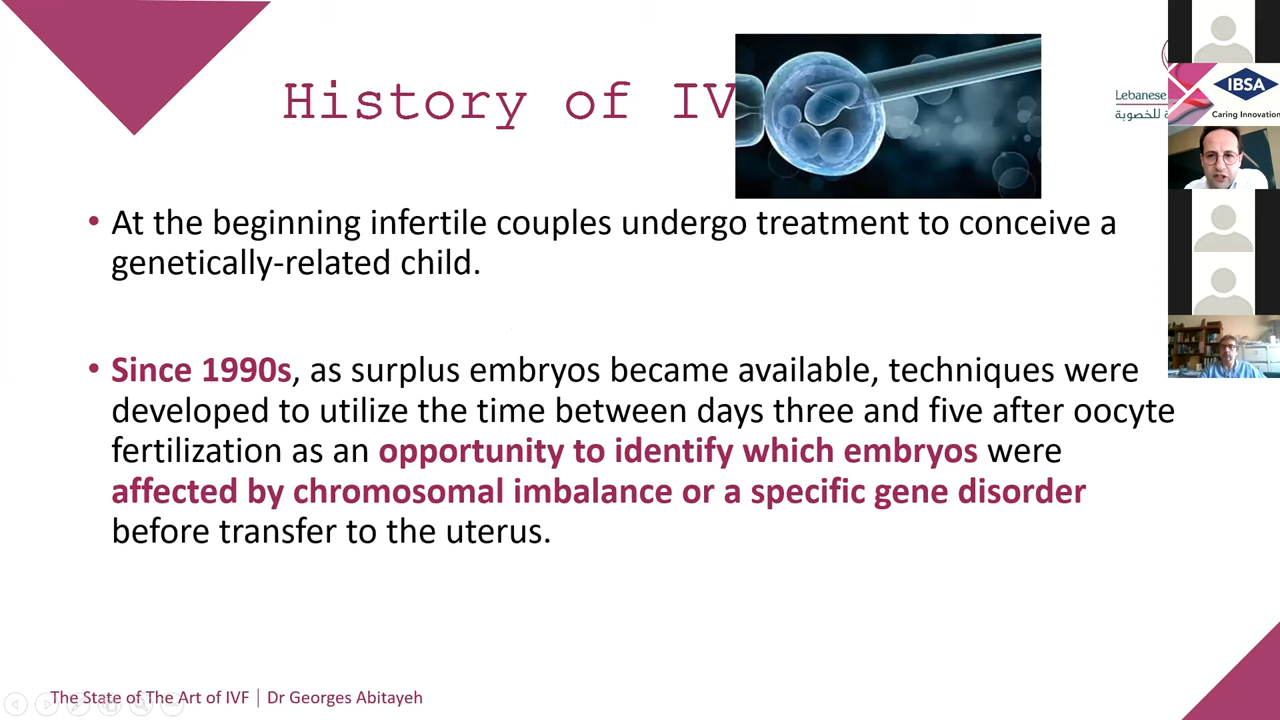 History of IV
Lebanese
للخصوبة
IBSA
Caring Innovation
• At the beginning infertile couples undergo treatment to conceive a
genetically-related child.
• Since 1990s, as surplus embryos became available, techniques were
developed to utilize the time between days three and five after oocyte
fertilization as an opportunity to identify which embryos were
affected by chromosomal imbalance or a specific gene disorder
before transfer to the uterus.
The State of The Art of IVF | Dr Georges Abitayeh